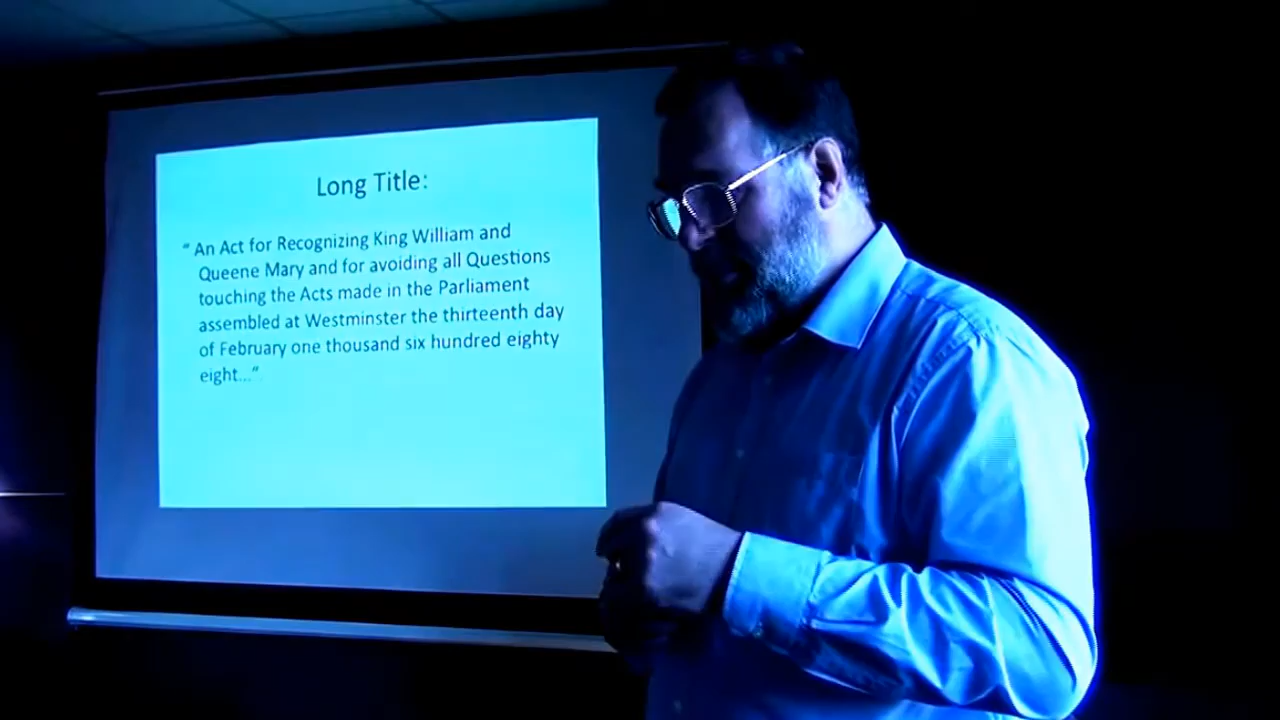 Long Title:
“ An Act for Recognizing King William and
Queene Mary and for avoiding all Questions
touching the Acts made in the Parliament
assembled at Westminster the thirteenth day
of February one thousand six hundred eighty
eight...”